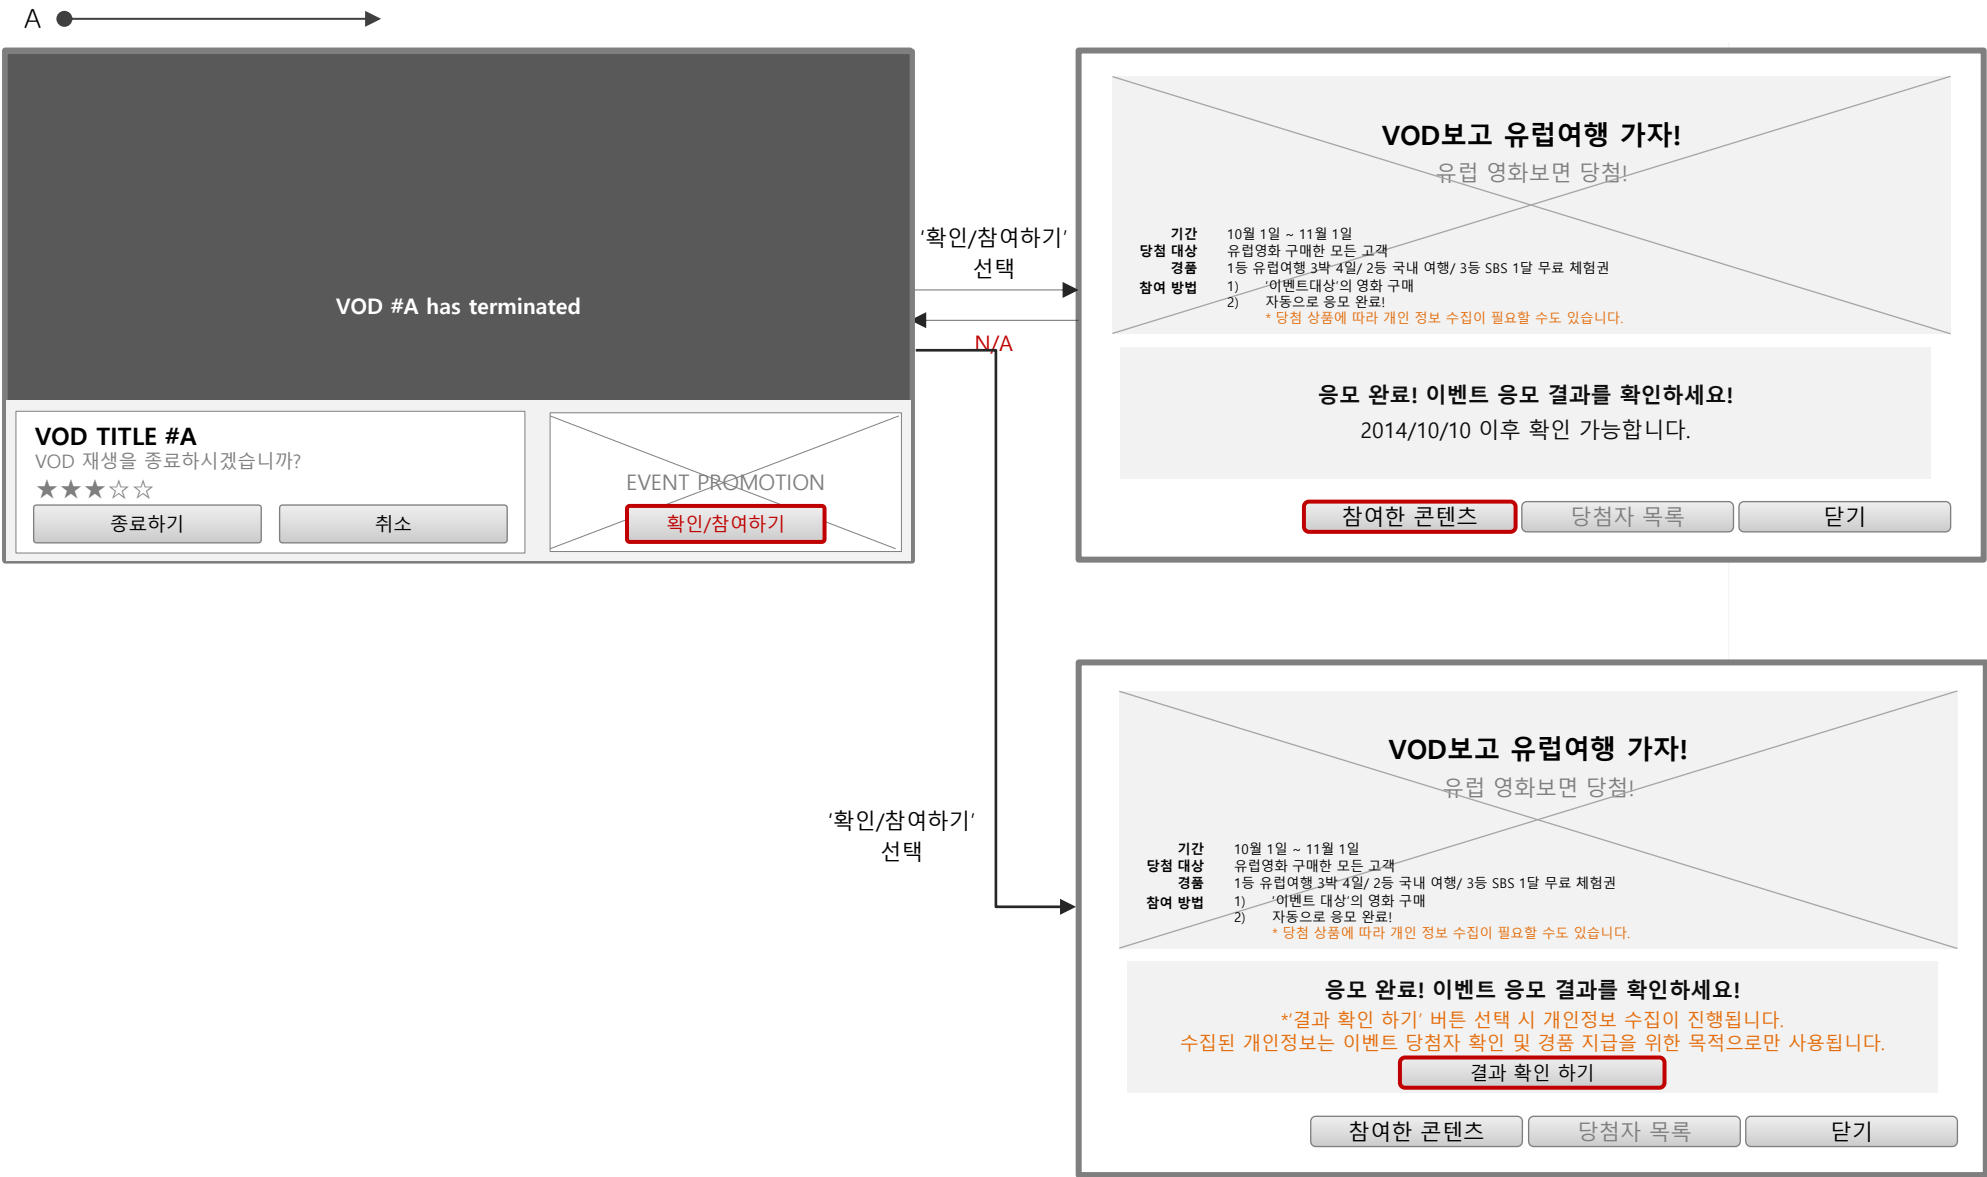 A
VOD #A has terminated
VOD TITLE #A
VOD 재생을 종료하시겠습니까?
★★★☆☆
종료하기
취소
EVENT PROMOTION
확인/참여하기
'확인/참여하기'
선택
N/A
VOD보고 유럽여행 가자!
유럽 영화보면 당첨!
기간 10월 1일 ~ 11월 1일
당첨 대상 유럽영화 구매한 모든 고객
경품 1등 유럽여행 3박 4일/ 2등 국내 여행/ 3등 SBS 1달 무료 체험권
참여 방법 1) '이벤트대상'의 영화 구매
2) 자동으로 응모 완료!
* 당첨 상품에 따라 개인 정보 수집이 필요할 수도 있습니다.
응모 완료! 이벤트 응모 결과를 확인하세요!
2014/10/10 이후 확인 가능합니다.
참여한 콘텐츠
당첨자 목록
닫기
'확인/참여하기'
선택
VOD보고 유럽여행 가자!
유럽 영화보면 당첨!
기간 10월 1일 ~ 11월 1일
당첨 대상 유럽영화 구매한 모든 고객
경품 1등 유럽여행 3박 4일/ 2등 국내 여행/ 3등 SBS 1달 무료 체험권
참여 방법 1) '이벤트 대상'의 영화 구매
2) 자동으로 응모 완료!
* 당첨 상품에 따라 개인 정보 수집이 필요할 수도 있습니다.
응모 완료! 이벤트 응모 결과를 확인하세요!
*'결과 확인 하기' 버튼 선택 시 개인정보 수집이 진행됩니다.
수집된 개인정보는 이벤트 당첨자 확인 및 경품 지급을 위한 목적으로만 사용됩니다.
결과 확인 하기
참여한 콘텐츠
당첨자 목록
닫기